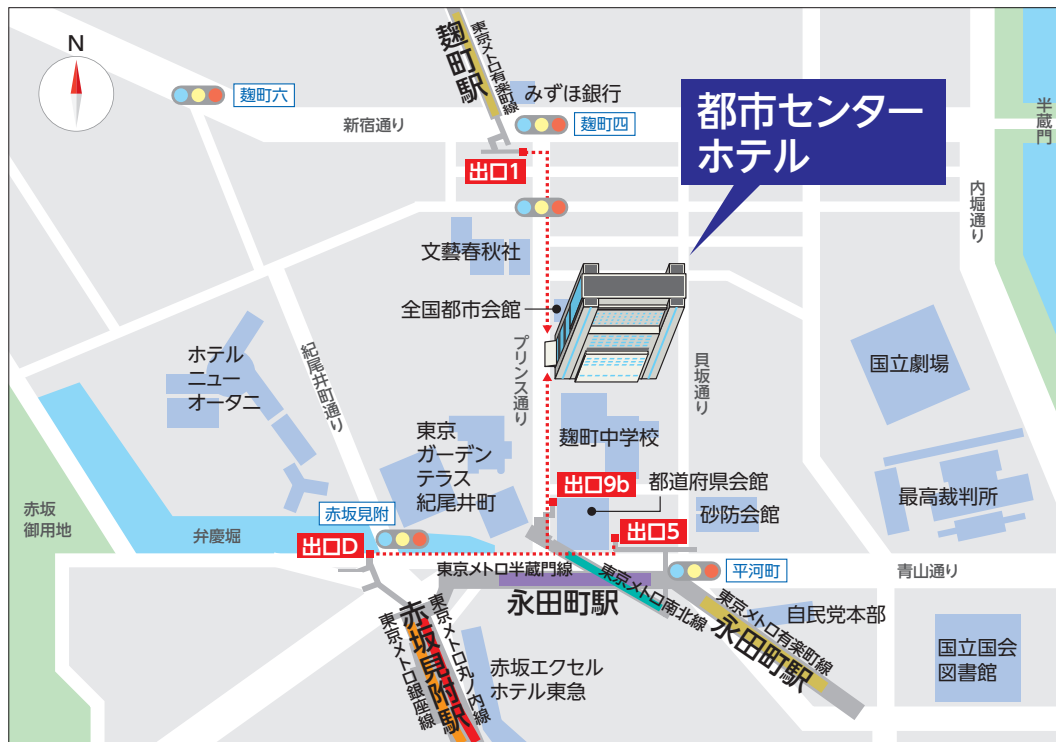 N
麹町駅
東京メトロ有楽町線
みずほ銀行
麹町六
麹町四
新宿通り
出口1
都市センター
ホテル
半蔵門
内堀通り
文藝春秋社
全国都市会館
プリンス通り
貝坂通り
紀尾井町通り
ホテル
ニュー
オータニ
国立劇場
東京
ガーデン
テラス
紀尾井町
麹町中学校
出口9b
都道府県会館
出口5
砂防会館
最高裁判所
赤坂
御用地
弁慶堀
赤坂見附
出口D
東京メトロ半蔵門線
永田町駅
東京メトロ南北線
平河町
青山通り
東京メトロ有楽町線
永田町駅
自民党本部
国立国会
図書館
赤坂見附駅
東京メトロ丸ノ内線
東京メトロ銀座線
赤坂エクセル
ホテル東急